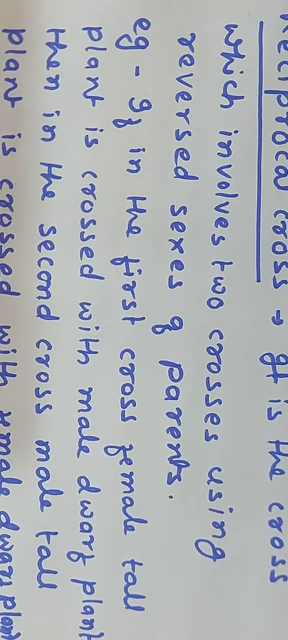 Reciprocal cross → It is the cross
which involves two crosses using
reversed sexes of parents.
eg - If in the first cross female tall
plant is crossed with male dwarf plant
then in the second cross male tall
plant is crossed with female dwarf plant